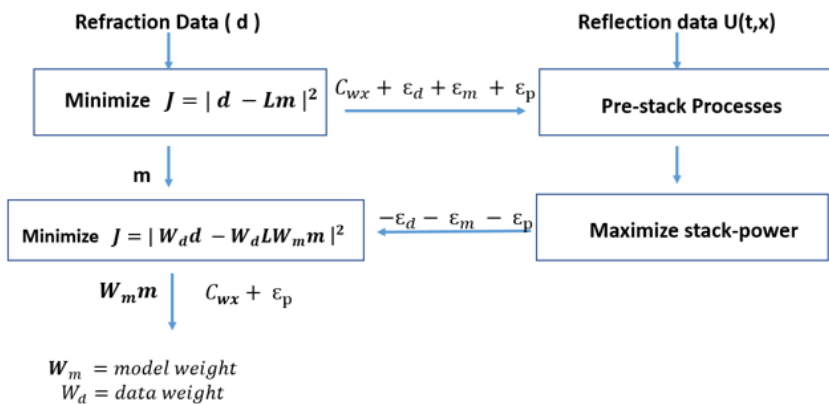 Refraction Data ( d )
Reflection data U(t,x)
Minimize J = | d − Lm |²
C_wx + ε_d + ε_m + ε_p
Pre-stack Processes
m
Minimize J = | W_d d − W_d LW_m m |²
−ε_d − ε_m − ε_p
Maximize stack-power
W_m m
C_wx + ε_p
W_m = model weight
W_d = data weight